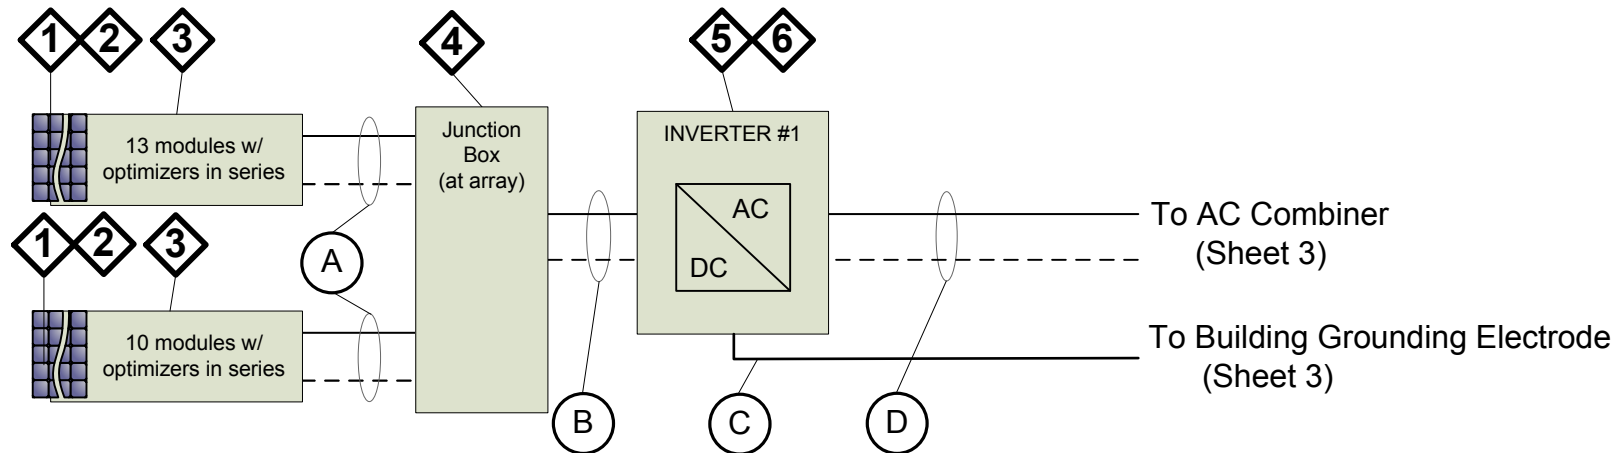 1 2 3
4
5 6
13 modules w/
optimizers in series
Junction
Box
(at array)
INVERTER #1
AC
DC
To AC Combiner
(Sheet 3)
1 2 3
A
10 modules w/
optimizers in series
To Building Grounding Electrode
(Sheet 3)
B
C
D